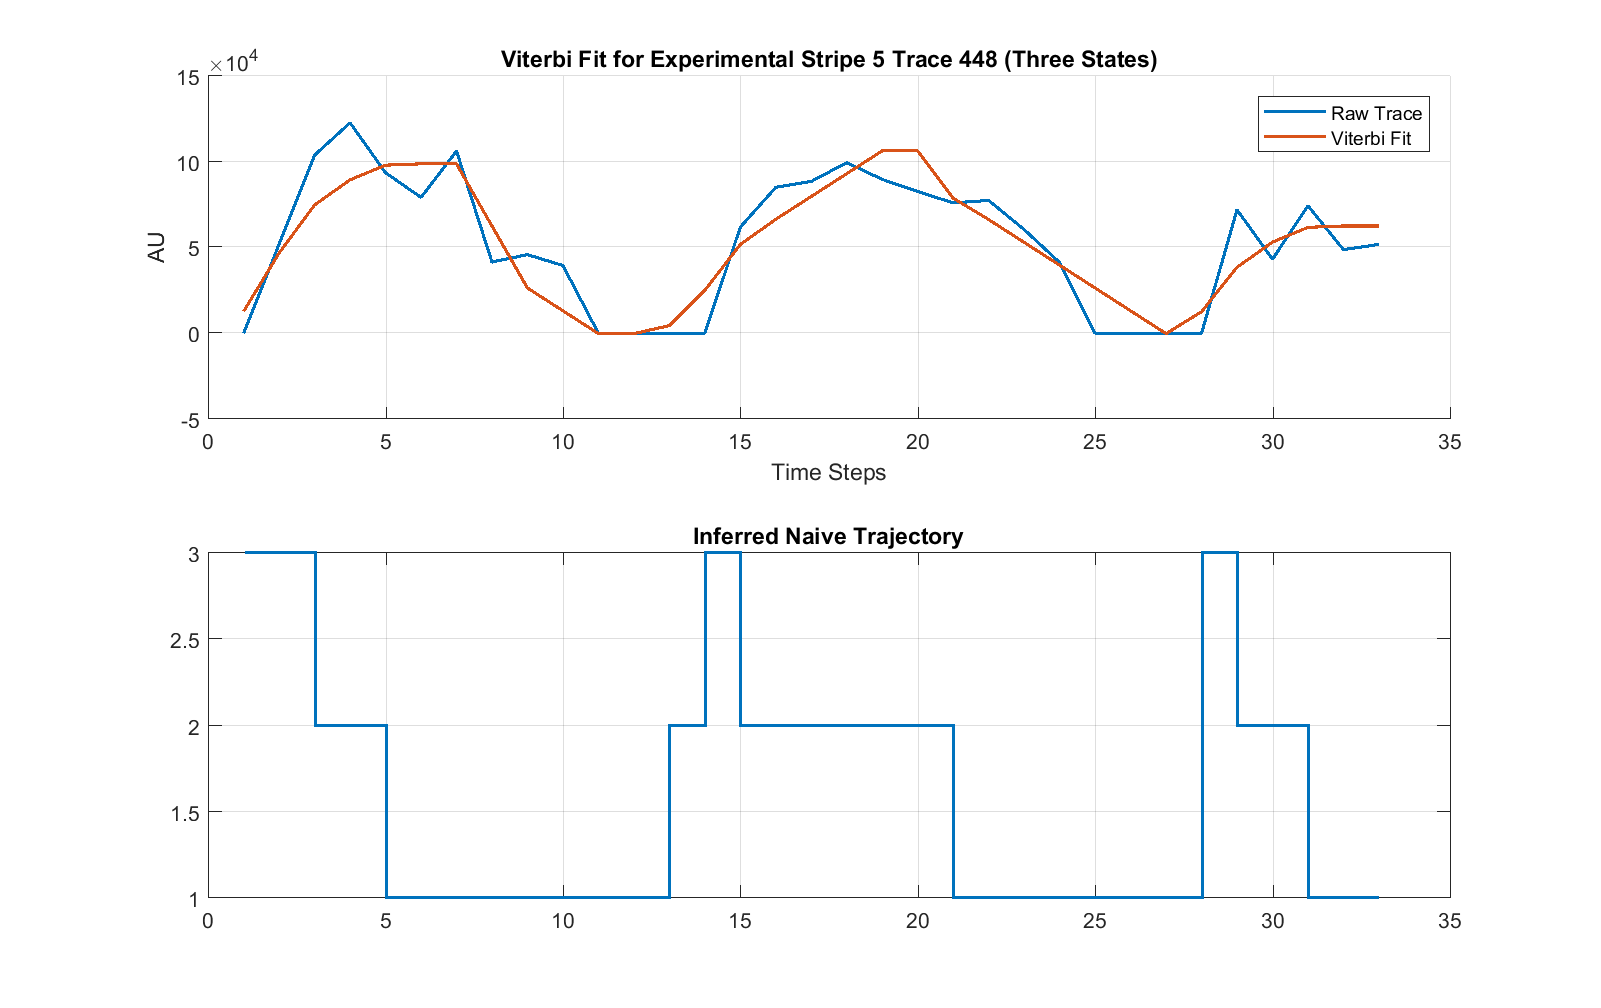 Viterbi Fit for Experimental Stripe 5 Trace 448 (Three States)
×10⁴
15
10
5
0
-5
AU
Raw Trace
Viterbi Fit
0 5 10 15 20 25 30 35
Time Steps
Inferred Naive Trajectory
3
2.5
2
1.5
1
0 5 10 15 20 25 30 35